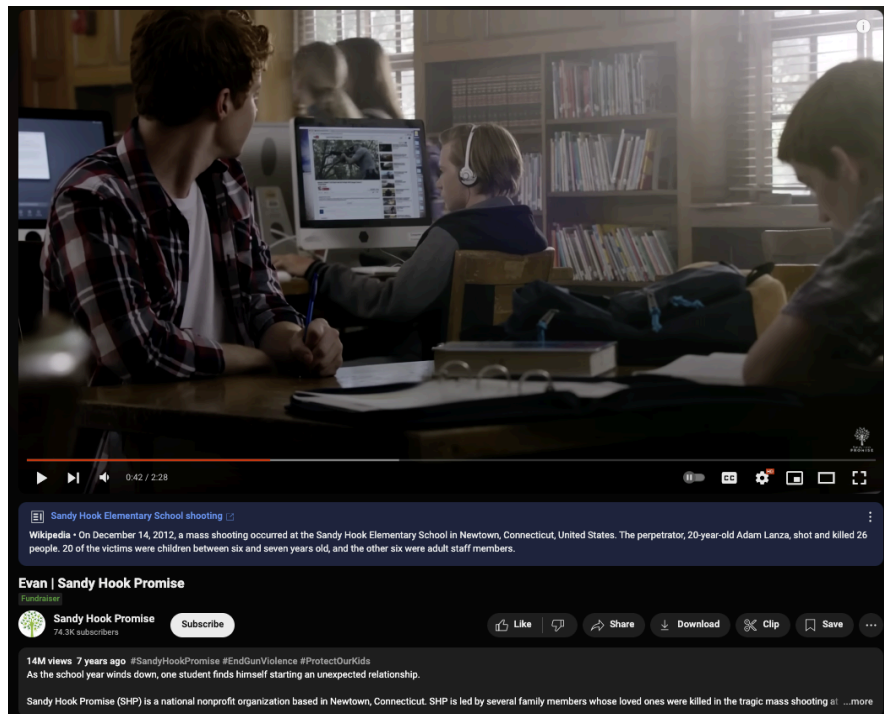 PROMISE
0:42 / 2:28
CC
HD
Sandy Hook Elementary School shooting
Wikipedia • On December 14, 2012, a mass shooting occurred at the Sandy Hook Elementary School in Newtown, Connecticut, United States. The perpetrator, 20-year-old Adam Lanza, shot and killed 26
people. 20 of the victims were children between six and seven years old, and the other six were adult staff members.
Evan | Sandy Hook Promise
Fundraiser
Sandy Hook Promise
74.3K subscribers
Subscribe
Like
Share
Download
Clip
Save
14M views 7 years ago #SandyHookPromise #EndGunViolence #ProtectOurKids
As the school year winds down, one student finds himself starting an unexpected relationship.
Sandy Hook Promise (SHP) is a national nonprofit organization based in Newtown, Connecticut. SHP is led by several family members whose loved ones were killed in the tragic mass shooting at ...more